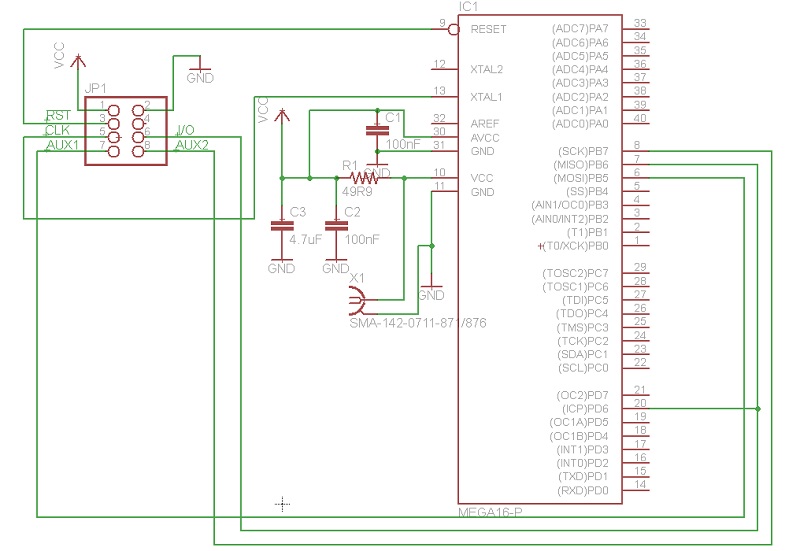 IC1
9 RESET
12 XTAL2
13 XTAL1
32 AREF
30 AVCC
31 GND
10 VCC
11 GND
(ADC7)PA7 33
(ADC6)PA6 34
(ADC5)PA5 35
(ADC4)PA4 36
(ADC3)PA3 37
(ADC2)PA2 38
(ADC1)PA1 39
(ADC0)PA0 40
(SCK)PB7 8
(MISO)PB6 7
(MOSI)PB5 6
(SS)PB4 5
(AIN1/OC0)PB3 4
(AIN0/INT2)PB2 3
(T1)PB1 2
(T0/XCK)PB0 1
(TOSC2)PC7 29
(TOSC1)PC6 28
(TDI)PC5 27
(TDO)PC4 26
(TMS)PC3 25
(TCK)PC2 24
(SDA)PC1 23
(SCL)PC0 22
(OC2)PD7 21
(ICP)PD6 20
(OC1A)PD5 19
(OC1B)PD4 18
(INT1)PD3 17
(INT0)PD2 16
(TXD)PD1 15
(RXD)PD0 14
MEGA16-P
VCC
GND
JP1
1 2
RST 3 4
CLK 5 6 I/O
AUX1 7 8 AUX2
VCC
C1
100nF
GND
R1
49R9
C3
4.7uF
GND
C2
100nF
GND
X1
SMA-142-0711-871/876
GND